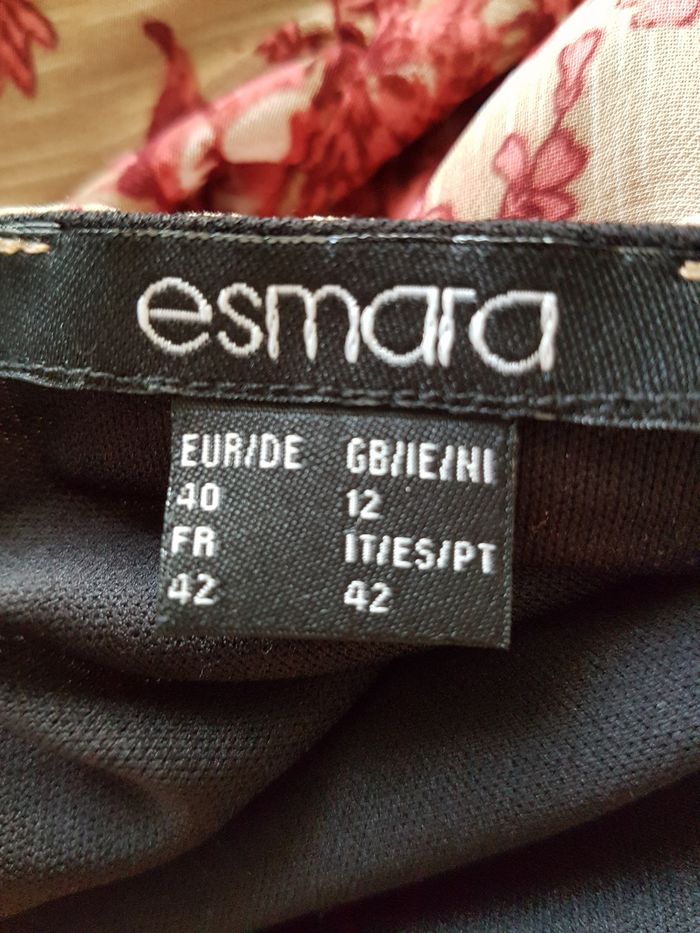 esmara
EUR/DE GB/IE/NI
40 12
FR IT/ES/PT
42 42